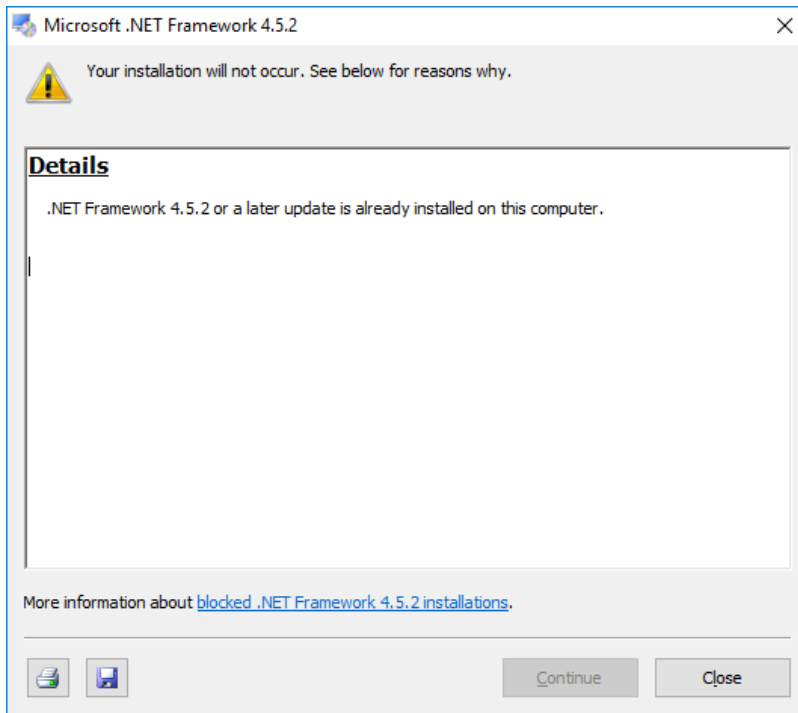 Microsoft .NET Framework 4.5.2
Your installation will not occur. See below for reasons why.
Details
.NET Framework 4.5.2 or a later update is already installed on this computer.
More information about blocked .NET Framework 4.5.2 installations.
Continue
Close